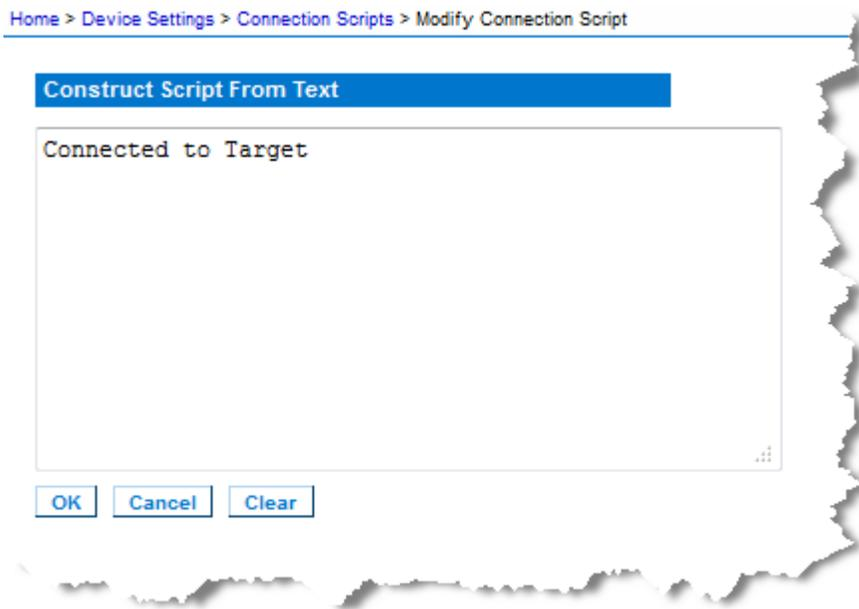 Home > Device Settings > Connection Scripts > Modify Connection Script
Construct Script From Text
Connected to Target
OK Cancel Clear